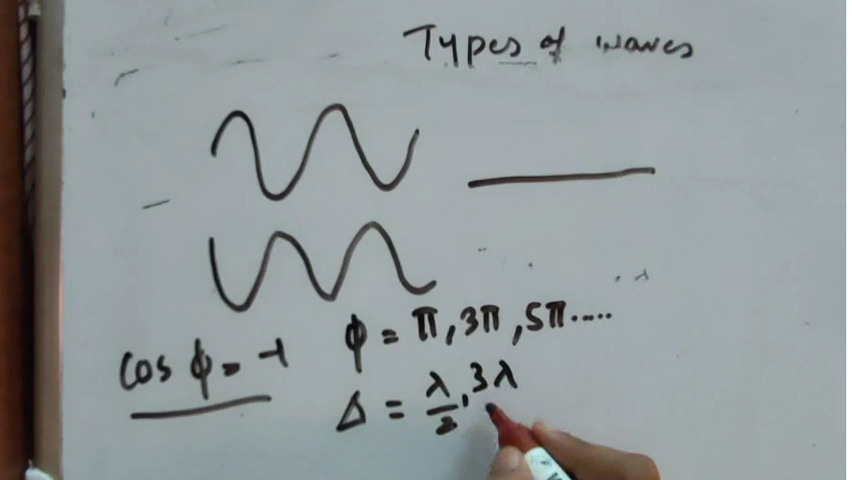 Types of waves
ϕ = π, 3π, 5π.....
cos ϕ = -1
Δ = λ/2, 3λ